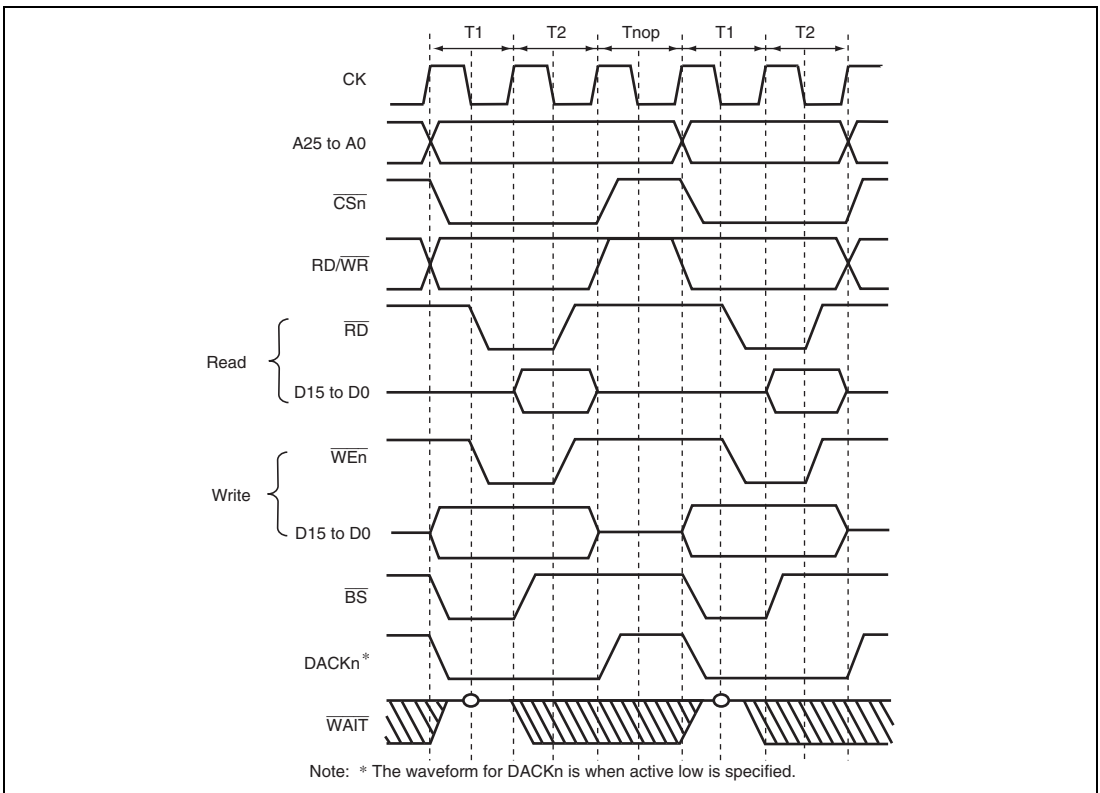 T1 T2 Tnop T1 T2
CK
A25 to A0
CSn
RD/WR
RD
Read
D15 to D0
WEn
Write
D15 to D0
BS
DACKn*
WAIT
Note: * The waveform for DACKn is when active low is specified.